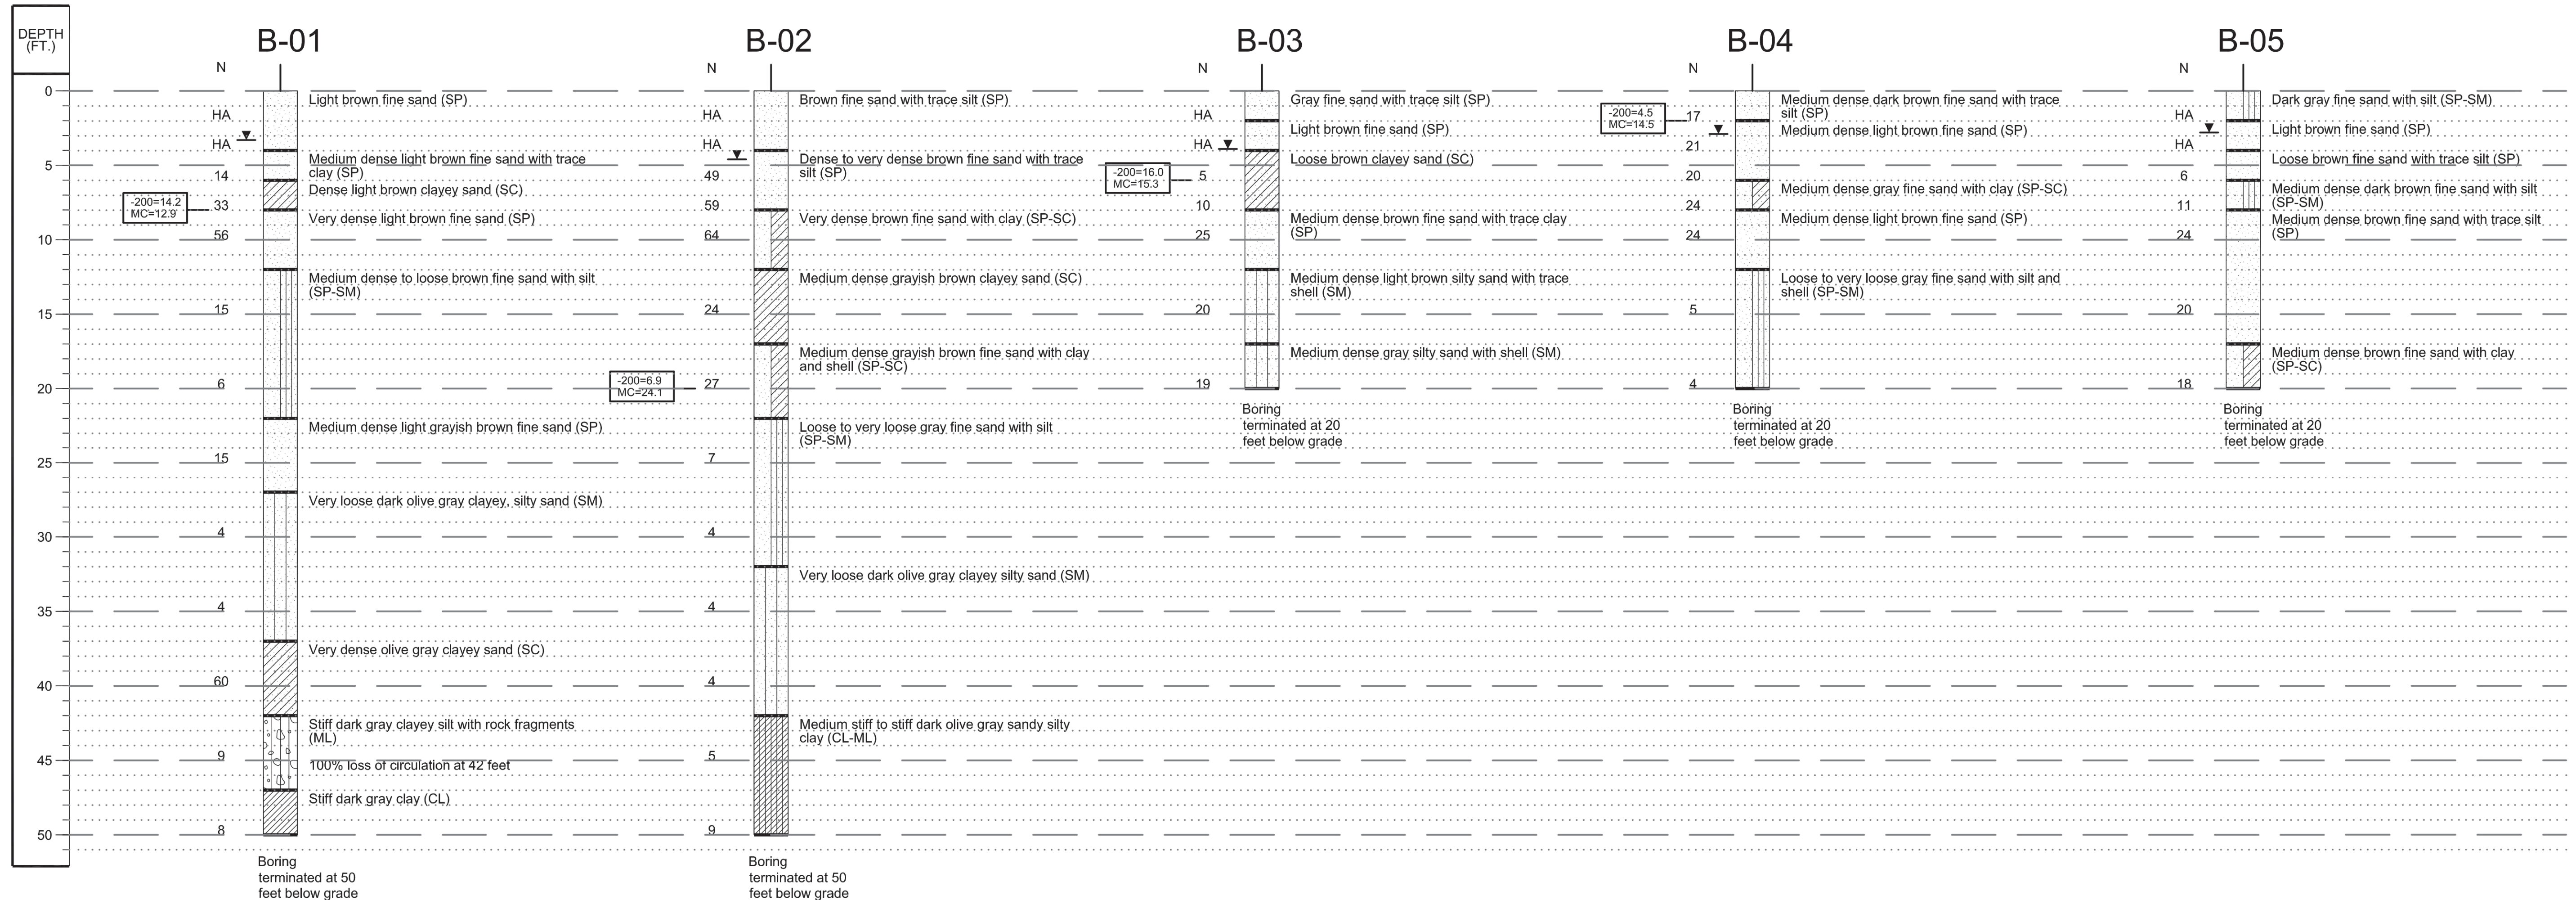 DEPTH
(FT.)
0
5
10
15
20
25
30
35
40
45
50
B-01
N
HA
HA
14
33
56
15
6
15
4
4
60
9
8
-200=14.2
MC=12.9
Light brown fine sand (SP)
Medium dense light brown fine sand with trace
clay (SP)
Dense light brown clayey sand (SC)
Very dense light brown fine sand (SP)
Medium dense to loose brown fine sand with silt
(SP-SM)
Medium dense light grayish brown fine sand (SP)
Very loose dark olive gray clayey, silty sand (SM)
Very dense olive gray clayey sand (SC)
Stiff dark gray clayey silt with rock fragments
(ML)
100% loss of circulation at 42 feet
Stiff dark gray clay (CL)
Boring
terminated at 50
feet below grade
B-02
N
HA
HA
49
59
64
24
27
7
4
4
4
5
9
-200=6.9
MC=24.1
Brown fine sand with trace silt (SP)
Dense to very dense brown fine sand with trace
silt (SP)
Very dense brown fine sand with clay (SP-SC)
Medium dense grayish brown clayey sand (SC)
Medium dense grayish brown fine sand with clay
and shell (SP-SC)
Loose to very loose gray fine sand with silt
(SP-SM)
Very loose dark olive gray clayey silty sand (SM)
Medium stiff to stiff dark olive gray sandy silty
clay (CL-ML)
Boring
terminated at 50
feet below grade
B-03
N
HA
HA
5
10
25
20
19
-200=16.0
MC=15.3
Gray fine sand with trace silt (SP)
Light brown fine sand (SP)
Loose brown clayey sand (SC)
Medium dense brown fine sand with trace clay
(SP)
Medium dense light brown silty sand with trace
shell (SM)
Medium dense gray silty sand with shell (SM)
Boring
terminated at 20
feet below grade
B-04
N
17
21
20
24
24
5
4
-200=4.5
MC=14.5
Medium dense dark brown fine sand with trace
silt (SP)
Medium dense light brown fine sand (SP)
Medium dense gray fine sand with clay (SP-SC)
Medium dense light brown fine sand (SP)
Loose to very loose gray fine sand with silt and
shell (SP-SM)
Boring
terminated at 20
feet below grade
B-05
N
HA
HA
6
11
24
20
18
Dark gray fine sand with silt (SP-SM)
Light brown fine sand (SP)
Loose brown fine sand with trace silt (SP)
Medium dense dark brown fine sand with silt
(SP-SM)
Medium dense brown fine sand with trace silt
(SP)
Medium dense brown fine sand with clay
(SP-SC)
Boring
terminated at 20
feet below grade